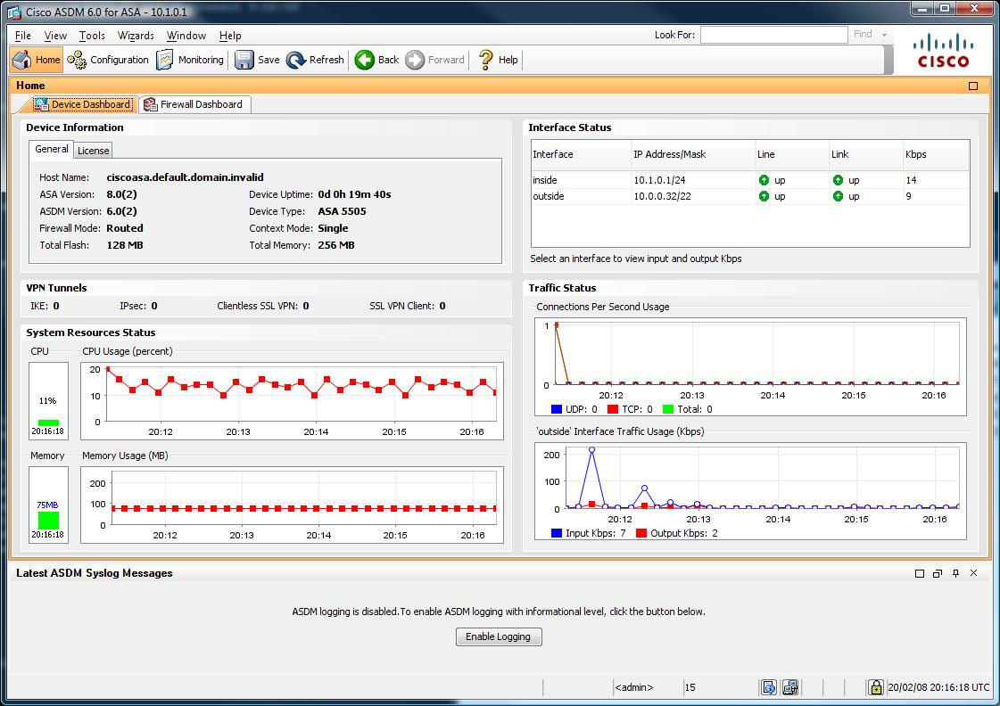 Cisco ASDM 6.0 for ASA - 10.1.0.1
File View Tools Wizards Window Help
Look For: Find
Home Configuration Monitoring Save Refresh Back Forward Help
CISCO
Home
Device Dashboard Firewall Dashboard
Device Information
General License
Host Name: ciscoasa.default.domain.invalid
ASA Version: 8.0(2) Device Uptime: 0d 0h 19m 40s
ASDM Version: 6.0(2) Device Type: ASA 5505
Firewall Mode: Routed Context Mode: Single
Total Flash: 128 MB Total Memory: 256 MB
Interface Status
Interface IP Address/Mask Line Link Kbps
inside 10.1.0.1/24 up up 14
outside 10.0.0.32/22 up up 9
Select an interface to view input and output Kbps
VPN Tunnels
IKE: 0 IPsec: 0 Clientless SSL VPN: 0 SSL VPN Client: 0
System Resources Status
CPU CPU Usage (percent)
11%
20:16:18
20
10
0
20:12 20:13 20:14 20:15 20:16
Memory Memory Usage (MB)
75MB
20:16:18
200
100
0
20:12 20:13 20:14 20:15 20:16
Traffic Status
Connections Per Second Usage
1
0
20:12 20:13 20:14 20:15 20:16
UDP: 0 TCP: 0 Total: 0
'outside' Interface Traffic Usage (Kbps)
200
100
0
20:12 20:13 20:14 20:15 20:16
Input Kbps: 7 Output Kbps: 2
Latest ASDM Syslog Messages
ASDM logging is disabled.To enable ASDM logging with informational level, click the button below.
Enable Logging
<admin> 15 20/02/08 20:16:18 UTC